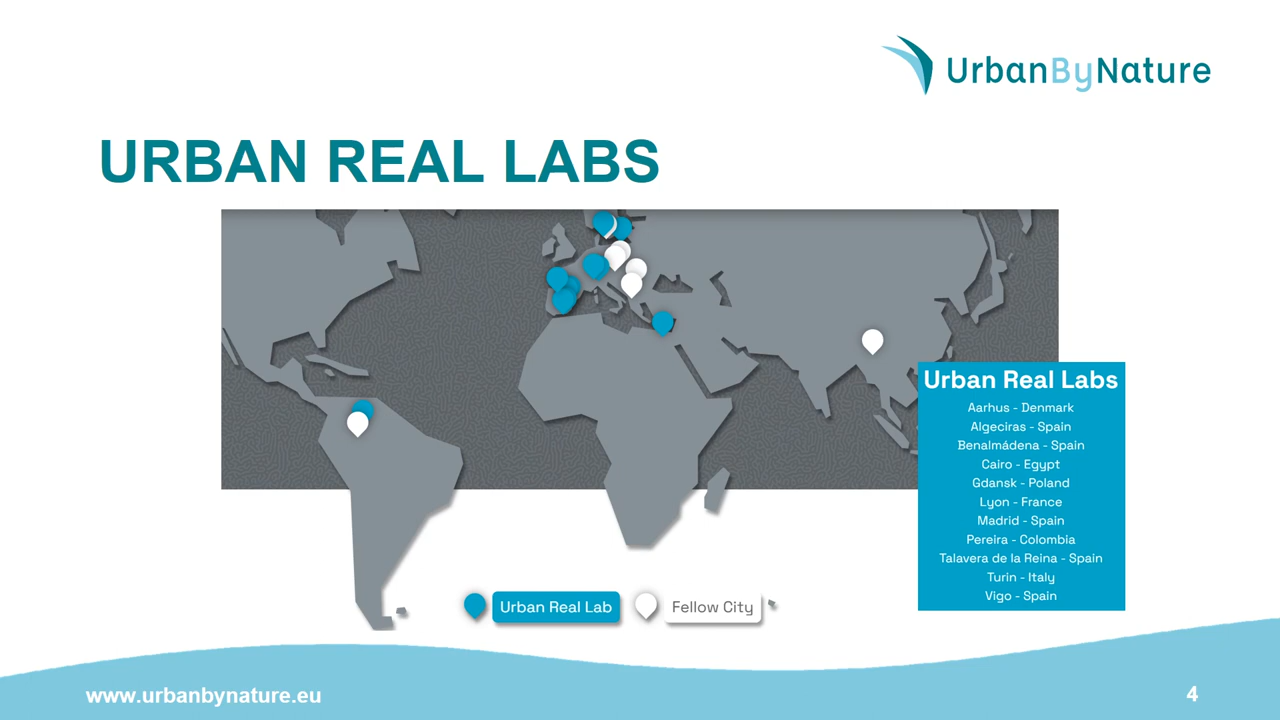 UrbanByNature
URBAN REAL LABS
Urban Real Labs
Aarhus - Denmark
Algeciras - Spain
Benalmádena - Spain
Cairo - Egypt
Gdansk - Poland
Lyon - France
Madrid - Spain
Pereira - Colombia
Talavera de la Reina - Spain
Turin - Italy
Vigo - Spain
Urban Real Lab
Fellow City
www.urbanbynature.eu
4